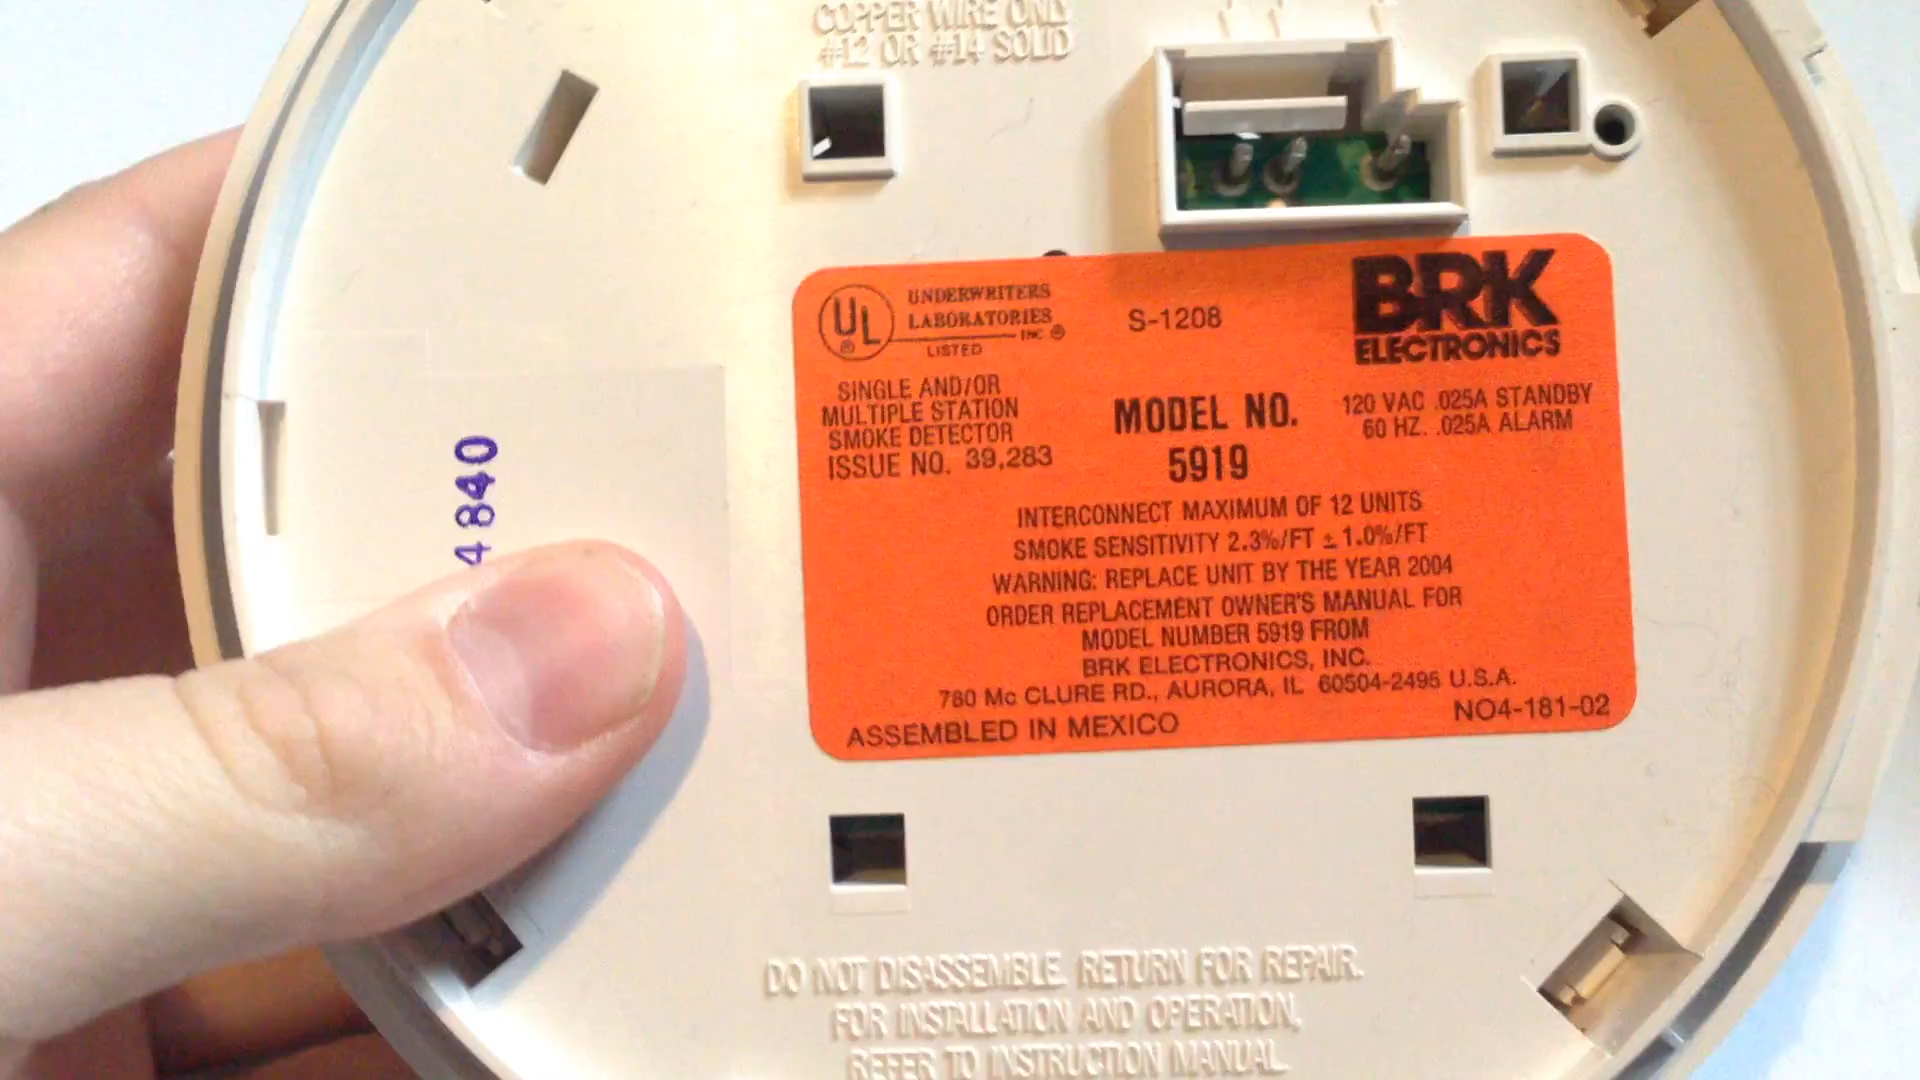 COPPER WIRE ONL
#12 OR #14 SOLID
UL
®
UNDERWRITERS
LABORATORIES
INC ®
LISTED
S-1208
BRK
ELECTRONICS
SINGLE AND/OR
MULTIPLE STATION
SMOKE DETECTOR
ISSUE NO. 39,283
MODEL NO.
5919
120 VAC .025A STANDBY
60 HZ. .025A ALARM
INTERCONNECT MAXIMUM OF 12 UNITS
SMOKE SENSITIVITY 2.3%/FT ± 1.0%/FT
WARNING: REPLACE UNIT BY THE YEAR 2004
ORDER REPLACEMENT OWNER'S MANUAL FOR
MODEL NUMBER 5919 FROM
BRK ELECTRONICS, INC.
780 Mc CLURE RD., AURORA, IL 60504-2495 U.S.A.
ASSEMBLED IN MEXICO
NO4-181-02
4840
DO NOT DISASSEMBLE. RETURN FOR REPAIR.
FOR INSTALLATION AND OPERATION,
REFER TO INSTRUCTION MANUAL.